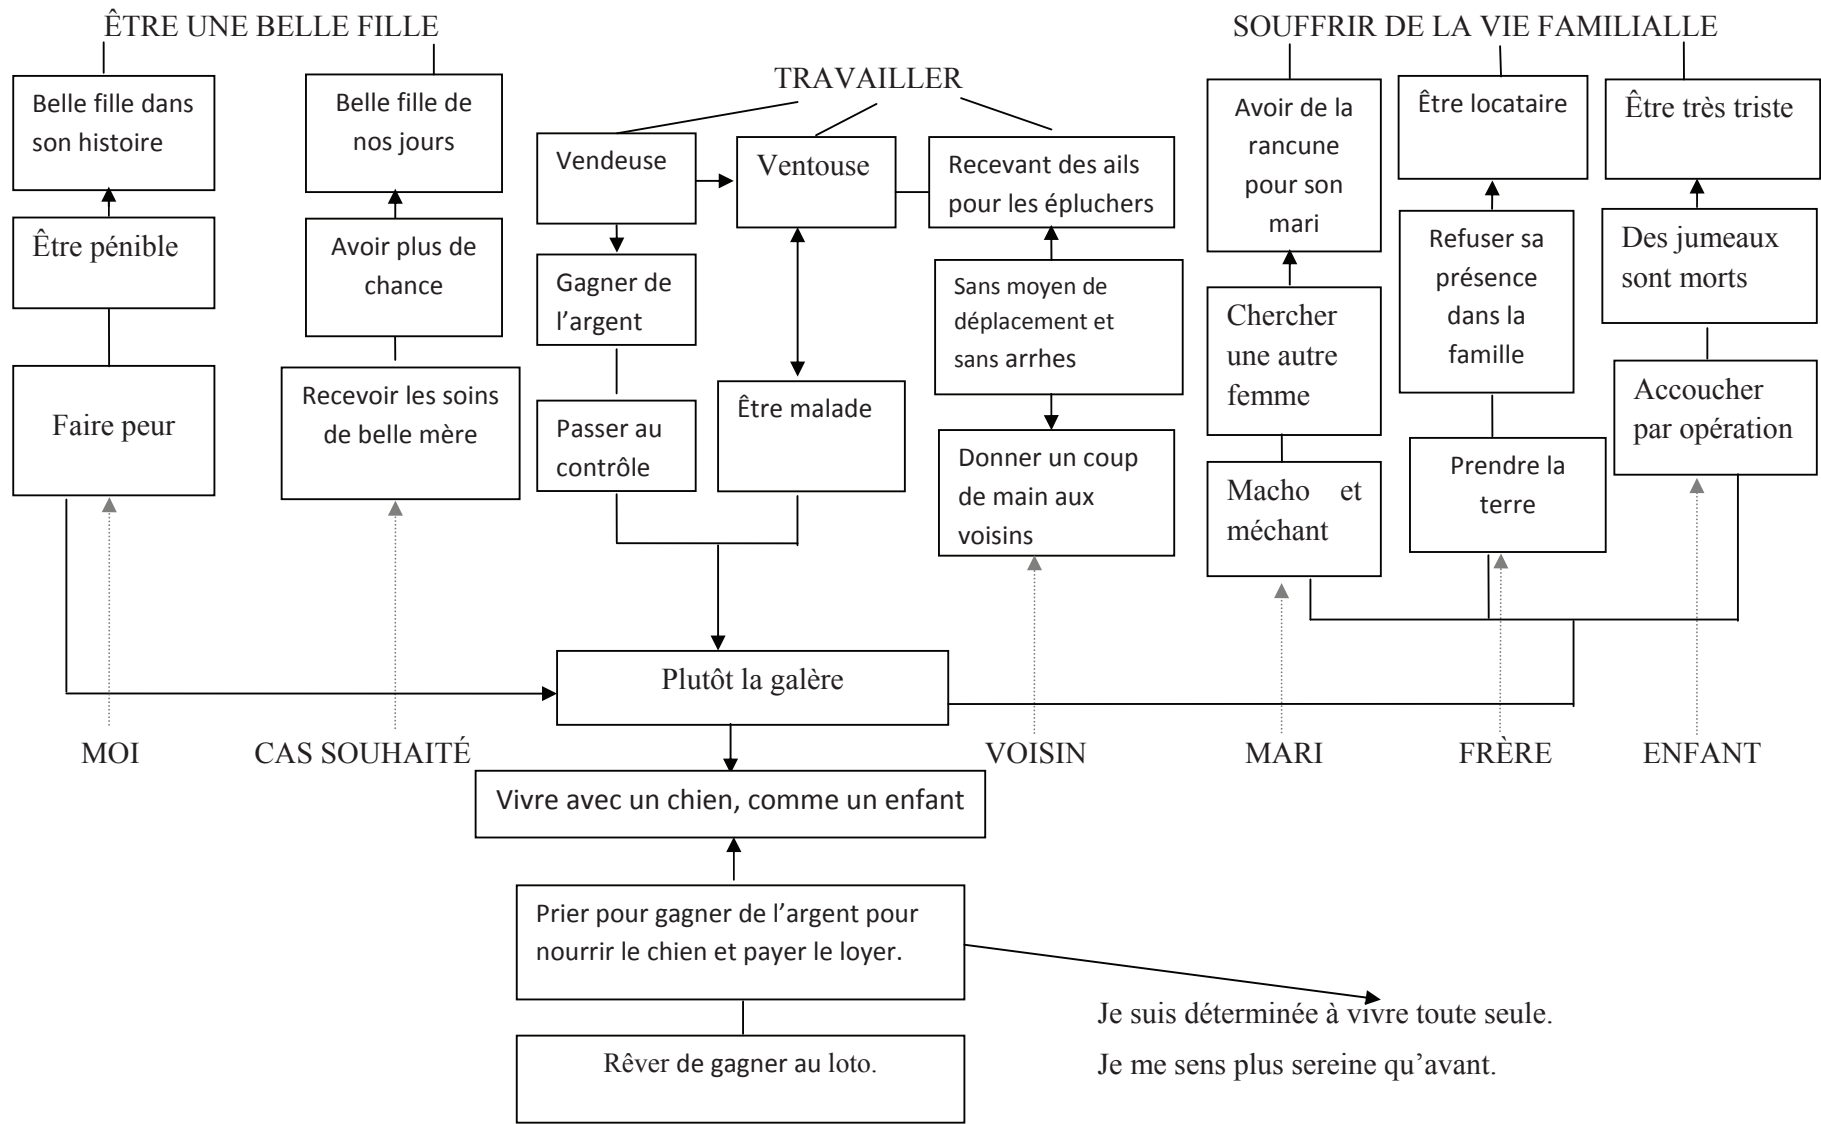 ÊTRE UNE BELLE FILLE
Belle fille dans
son histoire
Être pénible
Faire peur
Belle fille de
nos jours
Avoir plus de
chance
Recevoir les soins
de belle mère
TRAVAILLER
Vendeuse
Gagner de
l’argent
Passer au
contrôle
Ventouse
Être malade
Recevant des ails
pour les épluchers
Sans moyen de
déplacement et
sans arrhes
Donner un coup
de main aux
voisins
SOUFFRIR DE LA VIE FAMILIALLE
Avoir de la
rancune
pour son
mari
Chercher
une autre
femme
Macho et
méchant
Être locataire
Refuser sa
présence
dans la
famille
Prendre la
terre
Être très triste
Des jumeaux
sont morts
Accoucher
par opération
Plutôt la galère
MOI
CAS SOUHAITÉ
VOISIN
MARI
FRÈRE
ENFANT
Vivre avec un chien, comme un enfant
Prier pour gagner de l’argent pour
nourrir le chien et payer le loyer.
Rêver de gagner au loto.
Je suis déterminée à vivre toute seule.
Je me sens plus sereine qu’avant.